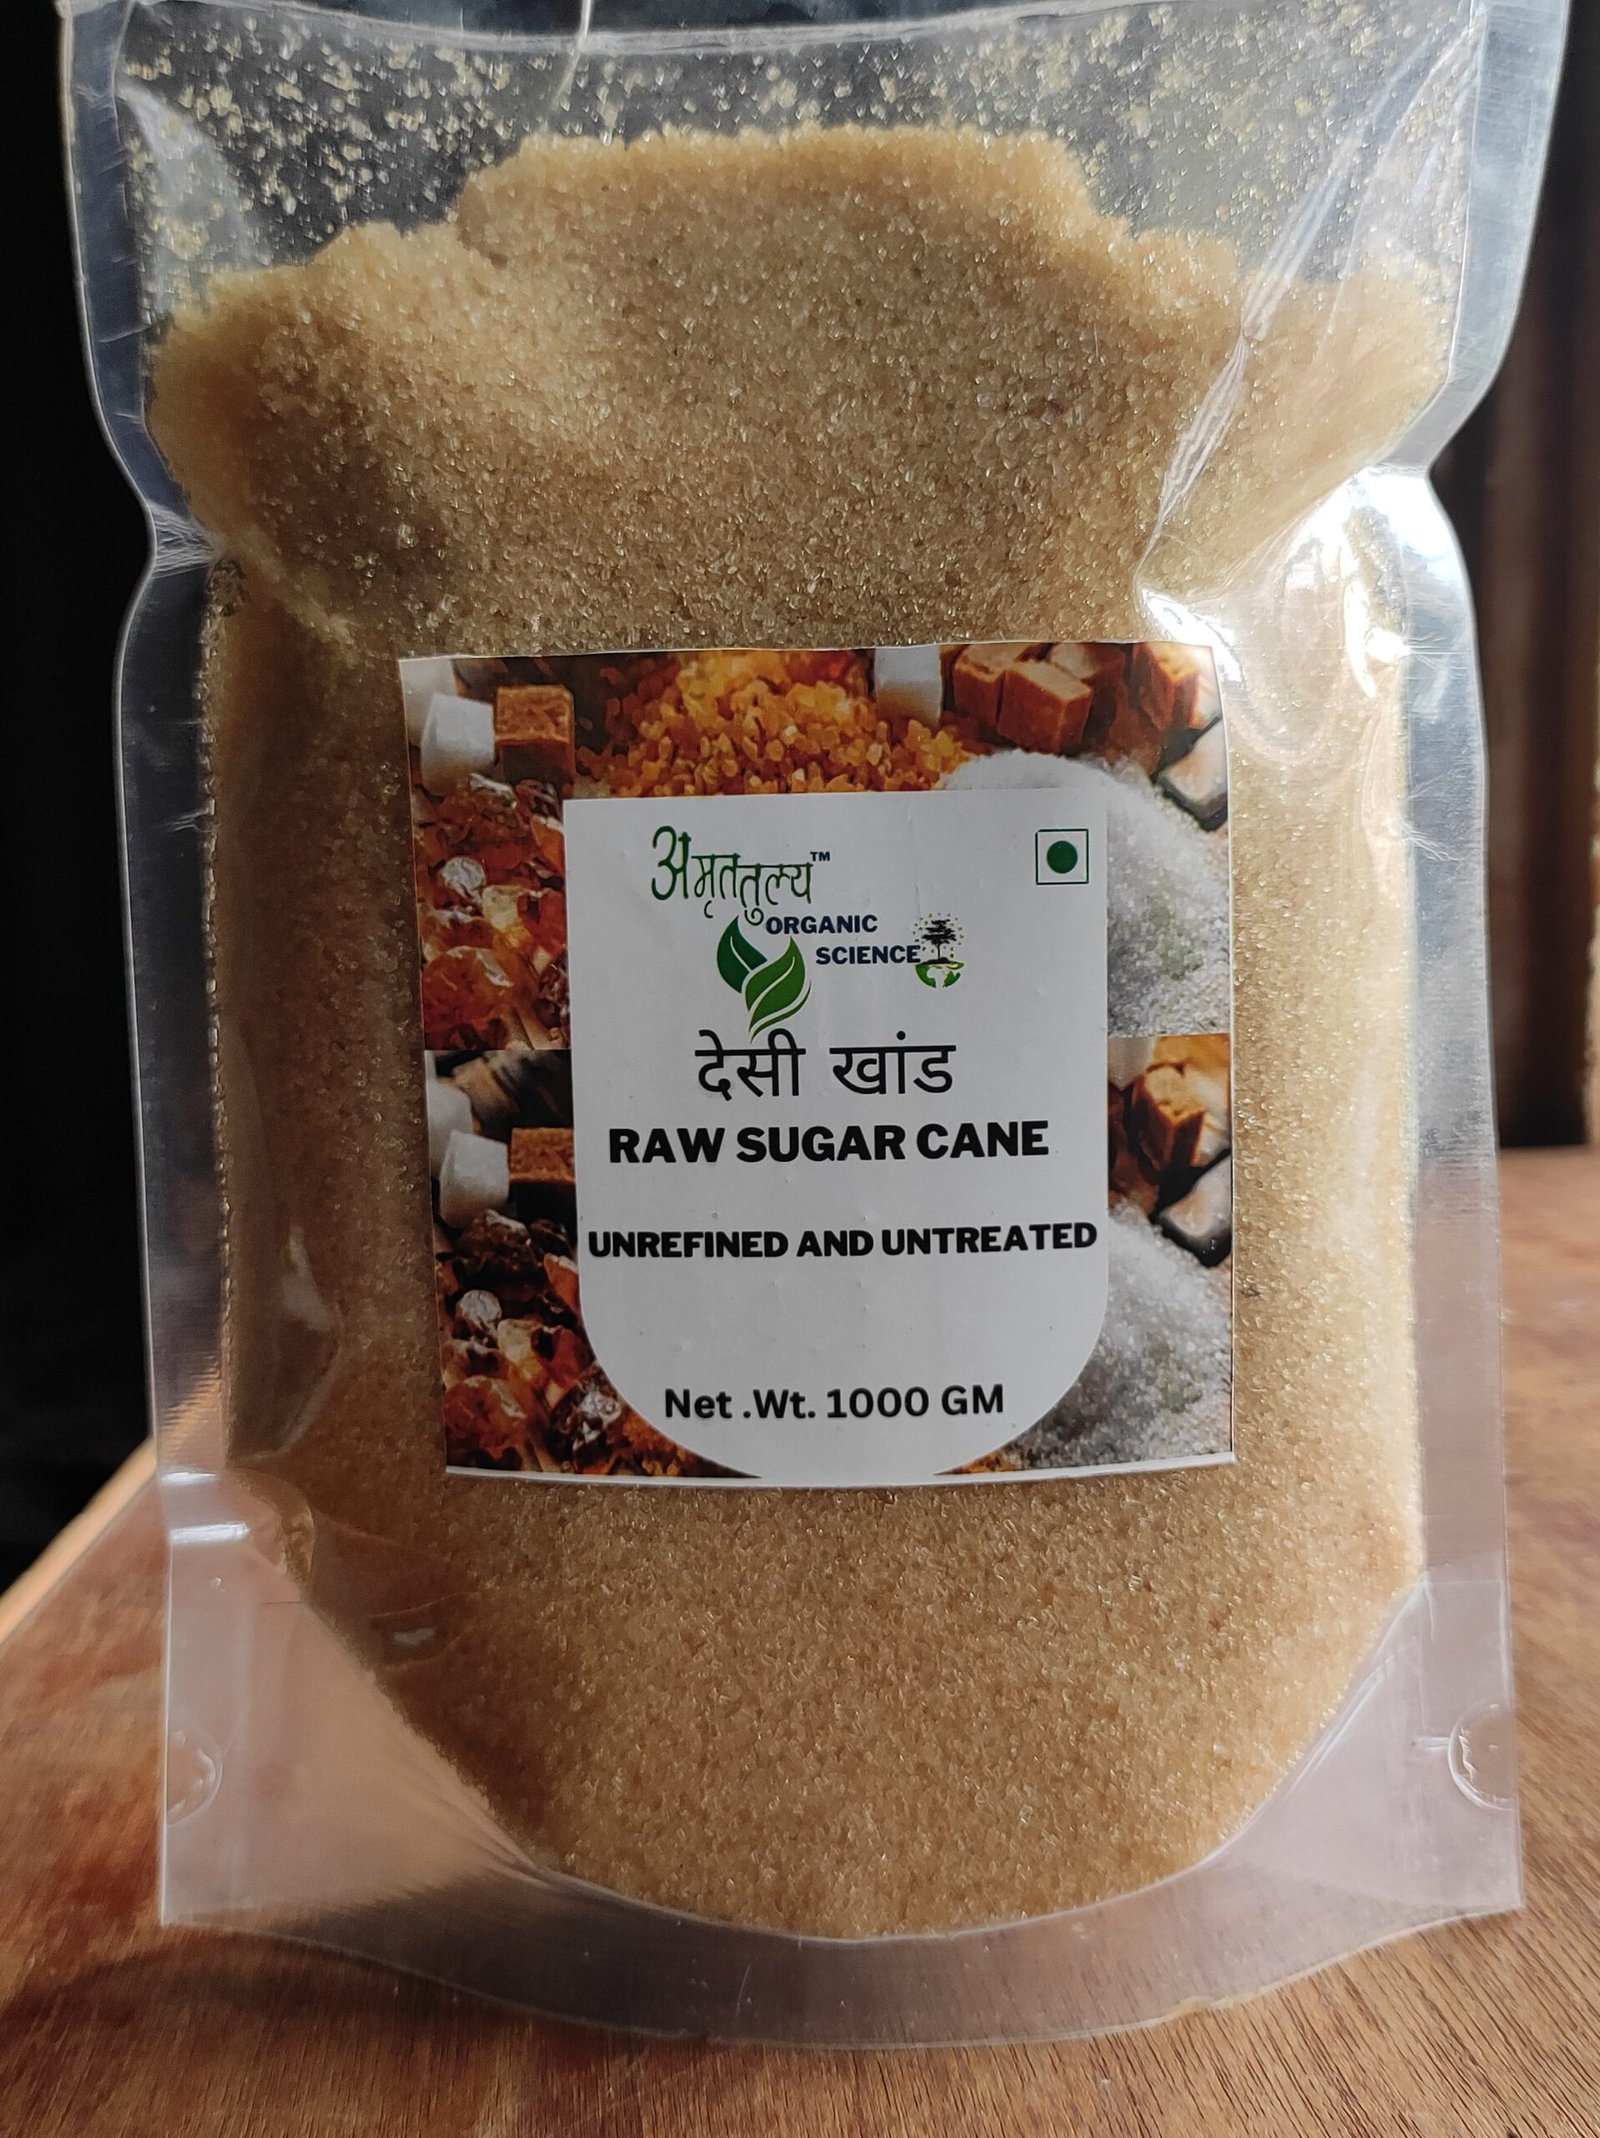 अमृततुल्य™
ORGANIC
SCIENCE
देसी खांड
RAW SUGAR CANE
UNREFINED AND UNTREATED
Net .Wt. 1000 GM